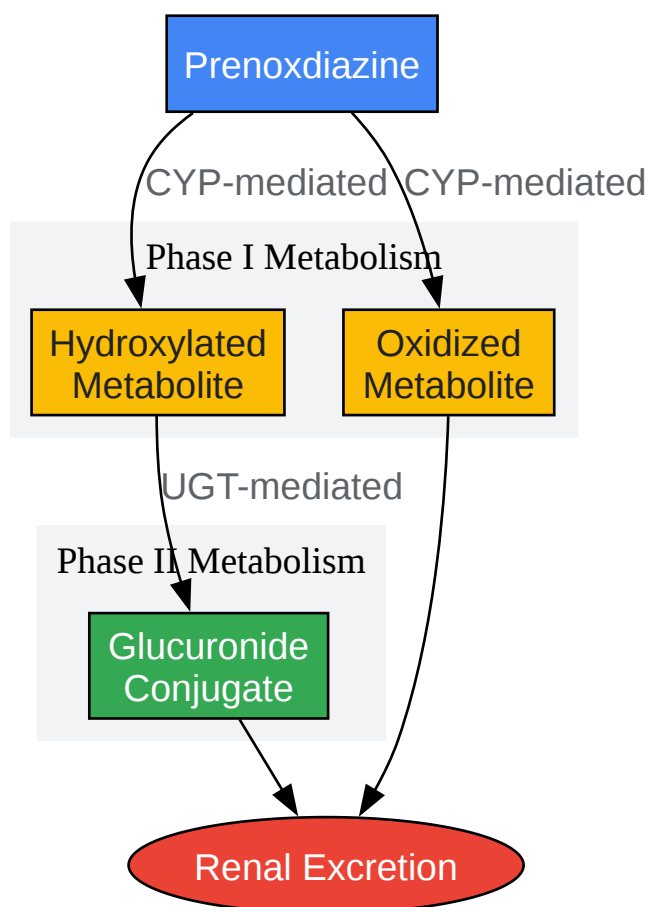 Prenoxdiazine
CYP-mediated CYP-mediated
Phase I Metabolism
Hydroxylated
Metabolite
Oxidized
Metabolite
UGT-mediated
Phase II Metabolism
Glucuronide
Conjugate
Renal Excretion